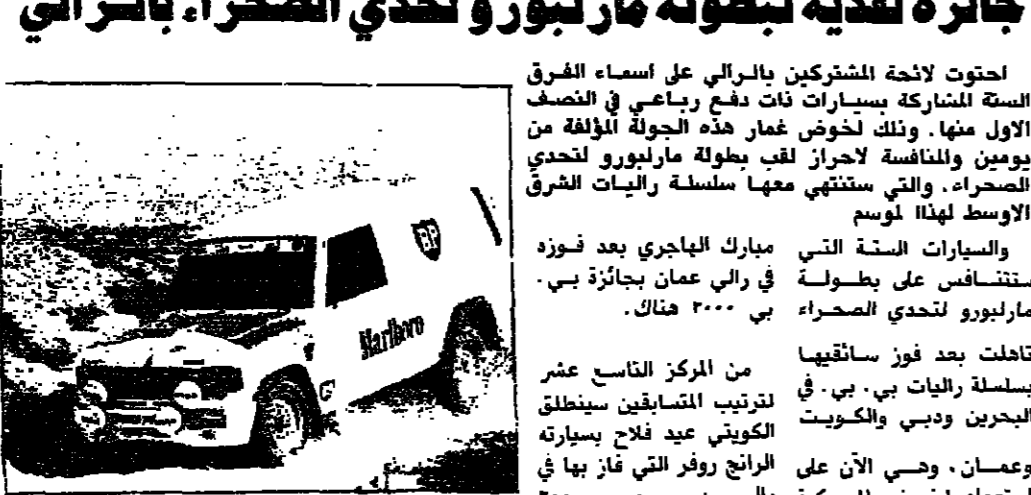 جائزة نقدية لبطولة مارلبورو لتحدي الصحراء بالرالي
احتوت لائحة المشتركين بالرالي على اسماء الفرق
الستة المشاركة بسيارات ذات دفع رباعي في النصف
الاول منها. وذلك لخوض غمار هذه الجولة المؤلفة من
يومين وللمنافسة لاحراز لقب بطولة مارلبورو لتحدي
الصحراء. والتي ستنتهي معها سلسلة راليات الشرق
الاوسط لهذاا لموسم
والسيارات الستة التي
ستتنافس على بطولة
مارلبورو لتحدي الصحراء
تاهلت بعد فوز سائقيها
بسلسلة راليات بي. بي. في
البحرين ودبي والكويت
وعمان. وهي الآن على
مبارك الهاجري بعد فوزه
في رالي عمان بجائزة بي.
بي ٢٠٠٠ هناك.
من المركز التاسع عشر
لترتيب المتسابقين سينطلق
الكويتي عيد فلاح بسيارته
الرانج روفر التي فاز بها في
Marlboro